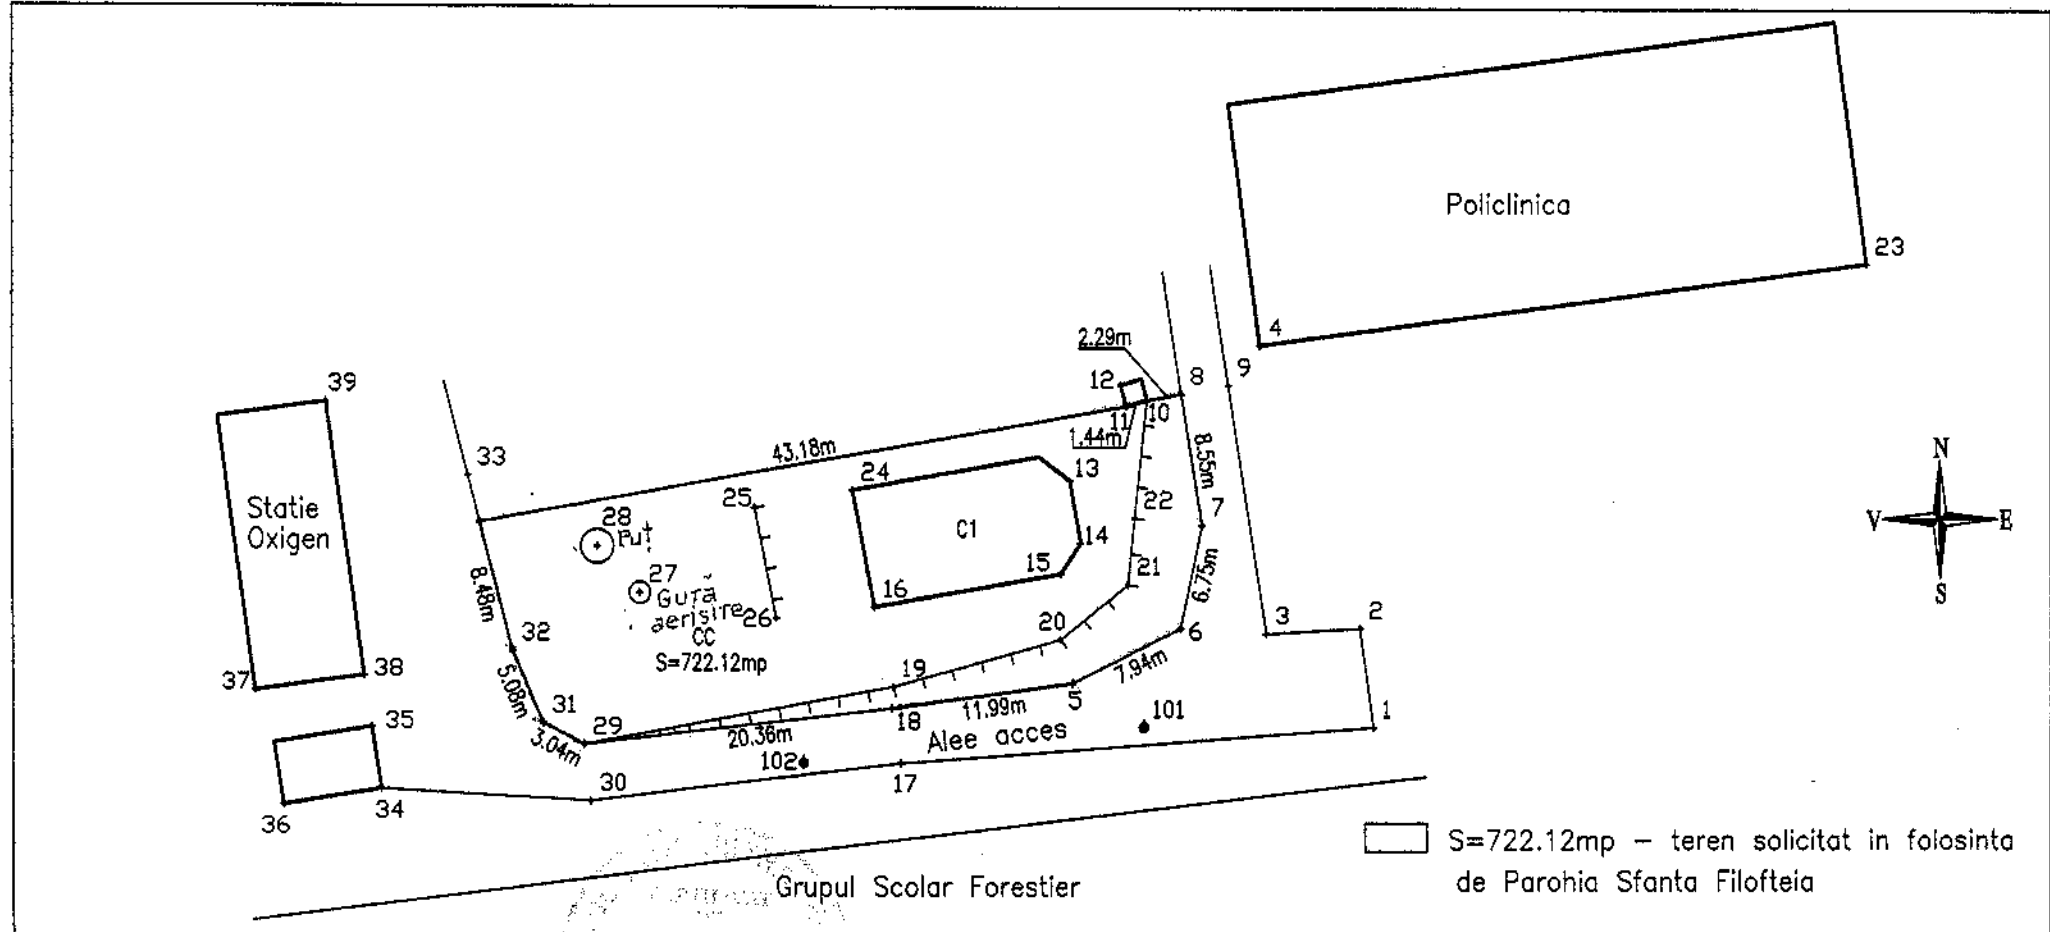 Policlinica
23
4
2.29m
9
8
12
39
11
10
1.44m
43.18m
8.55m
33
24
13
Statie
Oxigen
25
22
7
28
Puț
C1
14
N
V
E
S
27
15
21
6.75m
Gură
aerisire
16
26
8.48m
32
CC
S=722.12mp
20
6
3
2
37
38
5.08m
19
7.94m
31
29
18
11.99m
5
101
1
35
3.04m
20.36m
Alee acces
102
30
17
36
34
S=722.12mp – teren solicitat in folosinta
de Parohia Sfanta Filofteia
Grupul Scolar Forestier